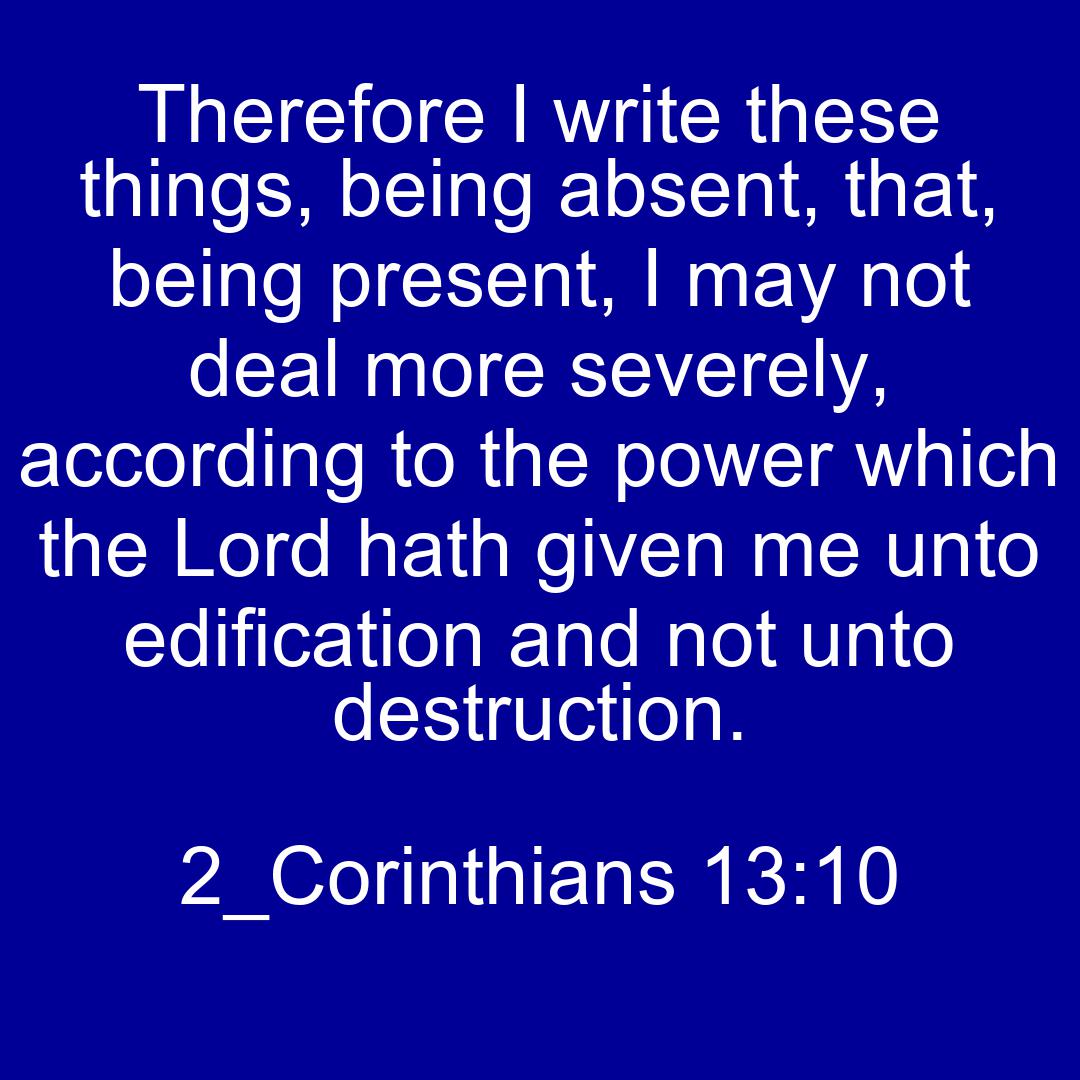 Therefore I write these
things, being absent, that,
being present, I may not
deal more severely,
according to the power which
the Lord hath given me unto
edification and not unto
destruction.
2_Corinthians 13:10